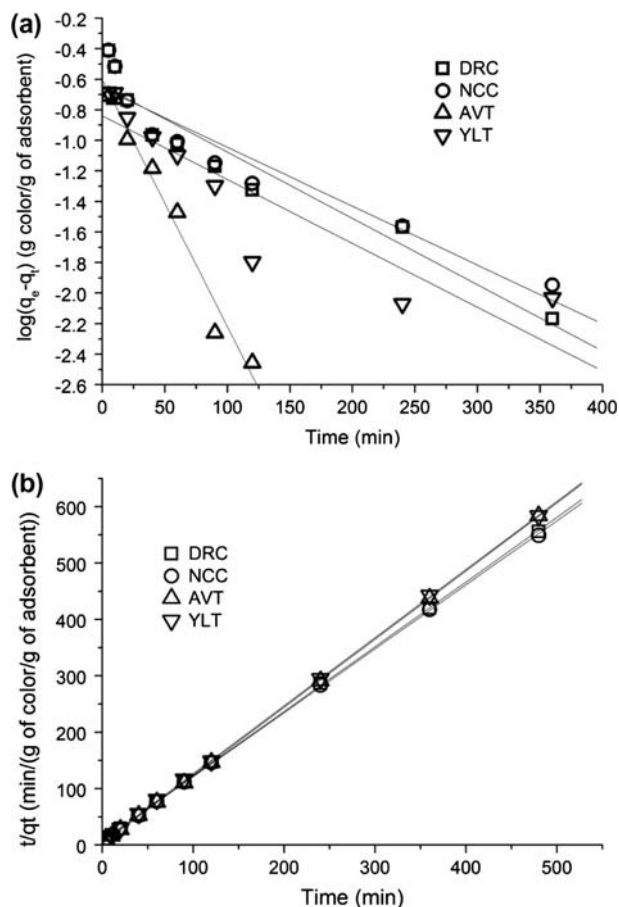 (a)
-0.2
-0.4
-0.6
-0.8
-1.0
-1.2
-1.4
-1.6
-1.8
-2.0
-2.2
-2.4
-2.6
log(qe-qt) (g color/g of adsorbent)
DRC
NCC
AVT
YLT
0 50 100 150 200 250 300 350 400
Time (min)
(b)
600
500
400
300
200
100
0
t/qt (min/(g of color/g of adsorbent))
DRC
NCC
AVT
YLT
0 100 200 300 400 500
Time (min)